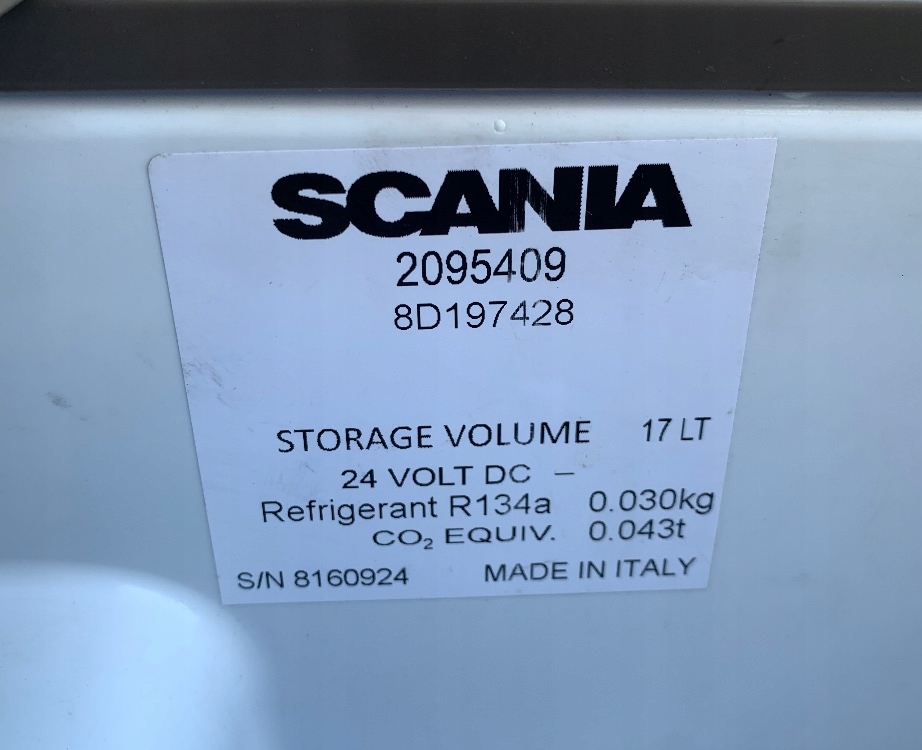 SCANIA
2095409
8D197428
STORAGE VOLUME 17 LT
24 VOLT DC –
Refrigerant R134a 0.030kg
CO₂ EQUIV. 0.043t
S/N 8160924 MADE IN ITALY